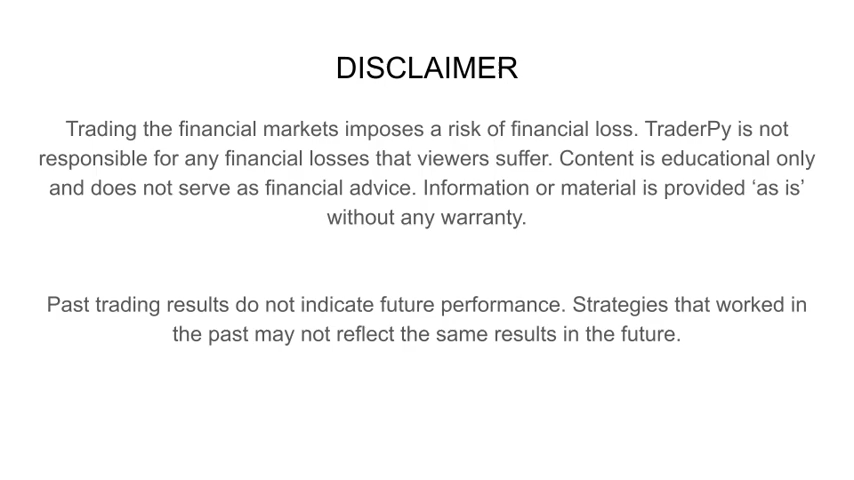 DISCLAIMER
Trading the financial markets imposes a risk of financial loss. TraderPy is not
responsible for any financial losses that viewers suffer. Content is educational only
and does not serve as financial advice. Information or material is provided ‘as is’
without any warranty.
Past trading results do not indicate future performance. Strategies that worked in
the past may not reflect the same results in the future.